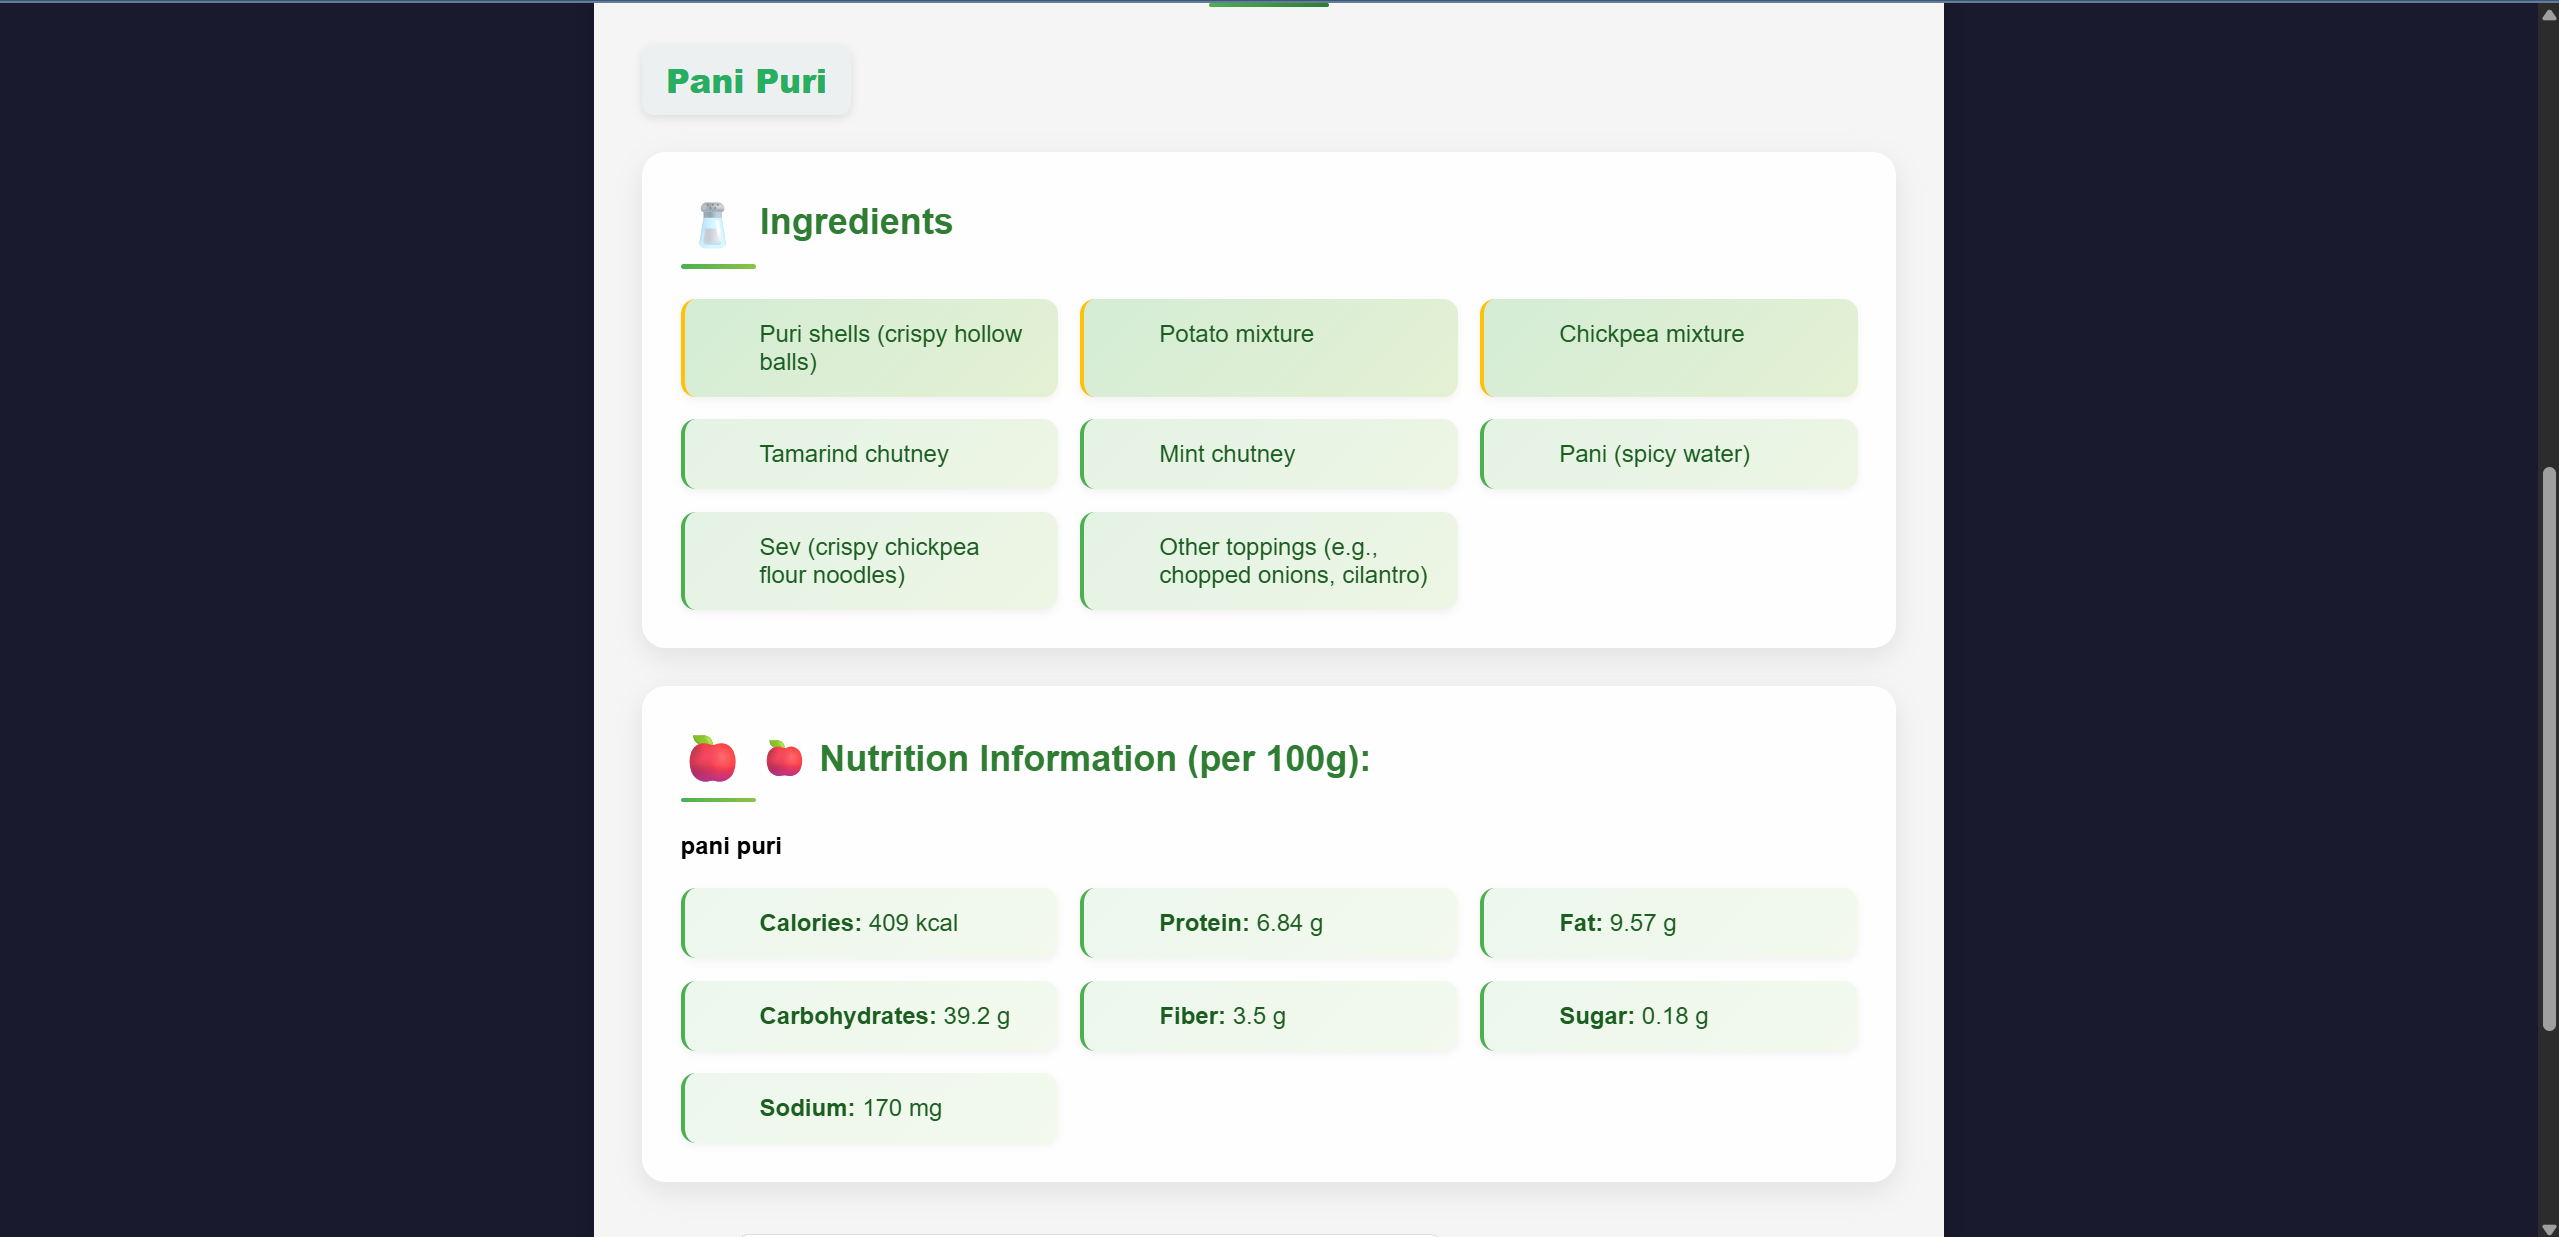 Pani Puri
Ingredients
Puri shells (crispy hollow
balls)
Potato mixture
Chickpea mixture
Tamarind chutney
Mint chutney
Pani (spicy water)
Sev (crispy chickpea
flour noodles)
Other toppings (e.g.,
chopped onions, cilantro)
Nutrition Information (per 100g):
pani puri
Calories: 409 kcal
Protein: 6.84 g
Fat: 9.57 g
Carbohydrates: 39.2 g
Fiber: 3.5 g
Sugar: 0.18 g
Sodium: 170 mg